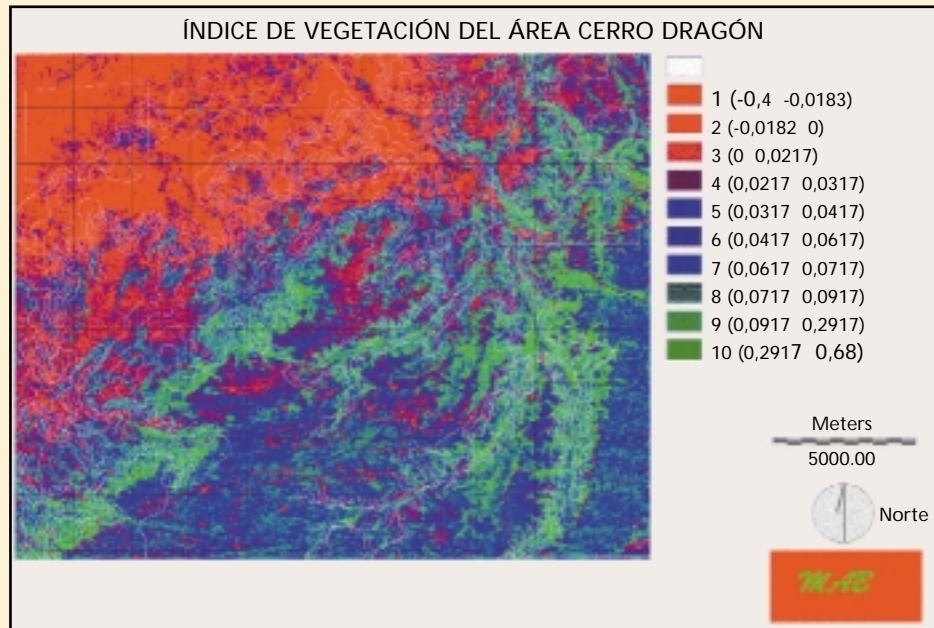 ÍNDICE DE VEGETACIÓN DEL ÁREA CERRO DRAGÓN
1 (-0,4 -0,0183)
2 (-0,0182 0)
3 (0 0,0217)
4 (0,0217 0,0317)
5 (0,0317 0,0417)
6 (0,0417 0,0617)
7 (0,0617 0,0717)
8 (0,0717 0,0917)
9 (0,0917 0,2917)
10 (0,2917 0,68)
Meters
5000.00
Norte
MAB